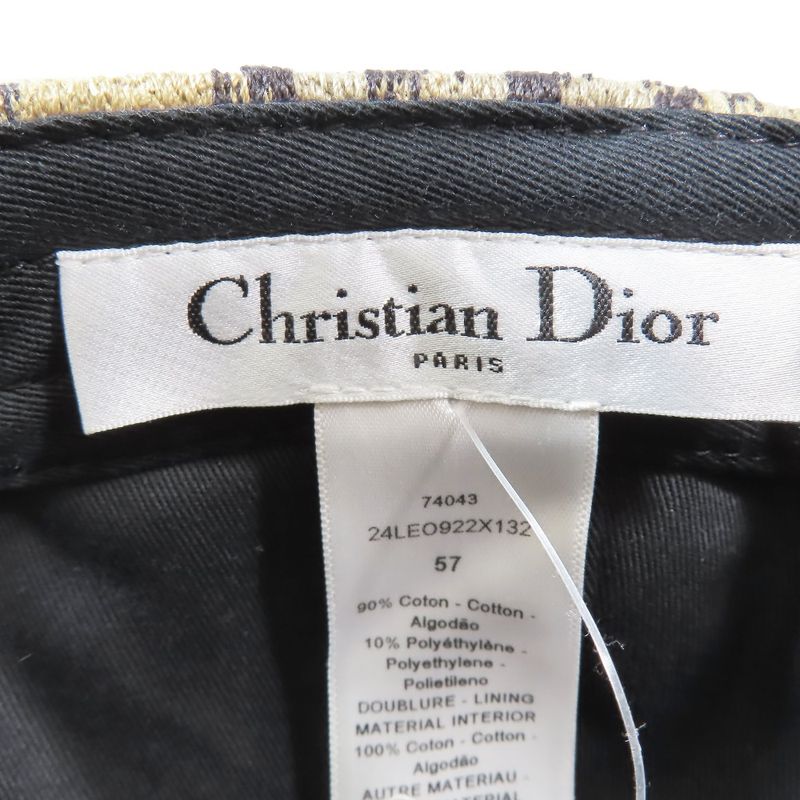 Christian Dior
PARIS
74043
24LEO922X132
57
90% Coton - Cotton -
Algodão
10% Polyéthylène -
Polyethylene -
Polietileno
DOUBLURE - LINING
MATERIAL INTERIOR
100% Coton - Cotton -
Algodão
AUTRE MATERIAU -
MATERIAL